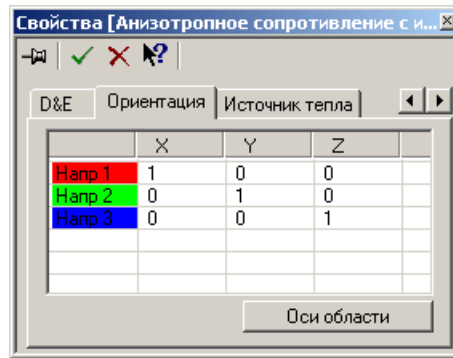 Свойства [Анизотропное сопротивление с и...
D&E Ориентация Источник тепла
X Y Z
Напр 1 1 0 0
Напр 2 0 1 0
Напр 3 0 0 1
Оси области